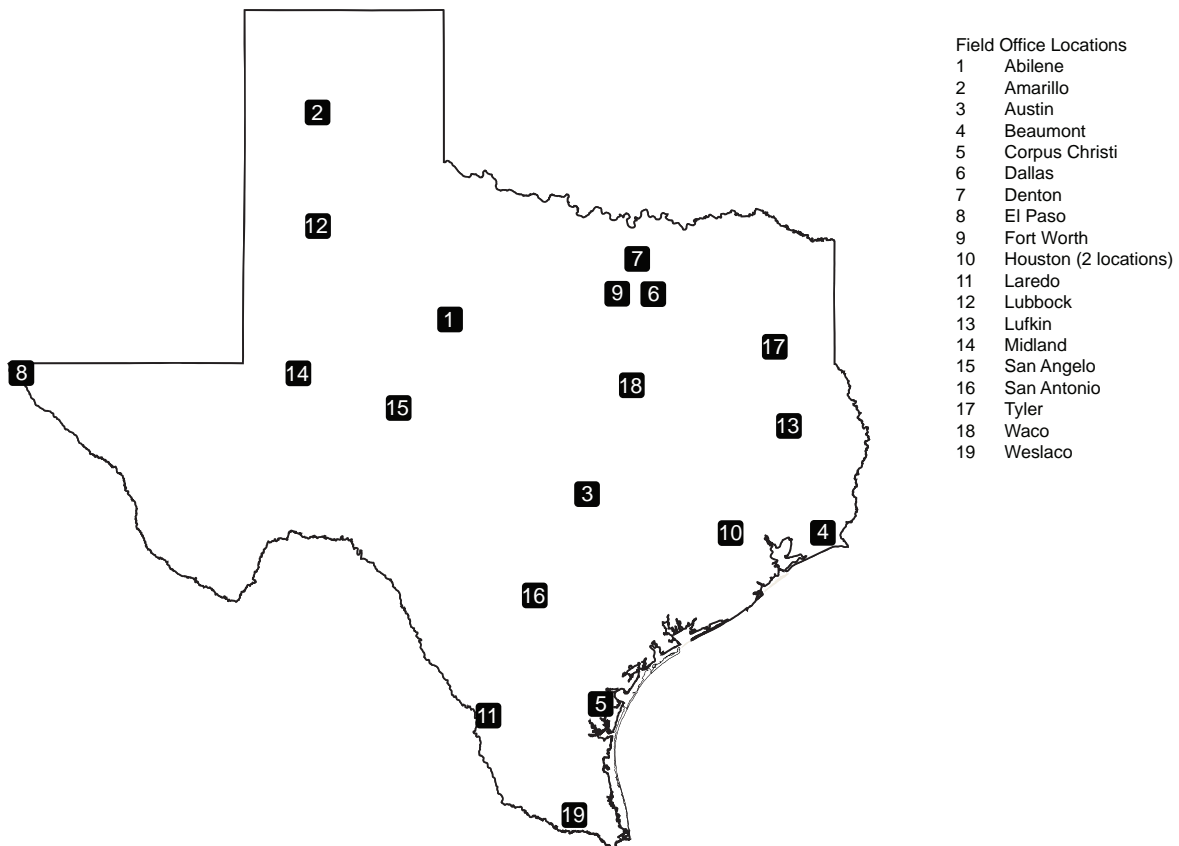 Field Office Locations
1 Abilene
2 Amarillo
3 Austin
4 Beaumont
5 Corpus Christi
6 Dallas
7 Denton
8 El Paso
9 Fort Worth
10 Houston (2 locations)
11 Laredo
12 Lubbock
13 Lufkin
14 Midland
15 San Angelo
16 San Antonio
17 Tyler
18 Waco
19 Weslaco
2
12
7
9 6
1
17
8
14
18
15
13
3
10
4
16
5
11
19